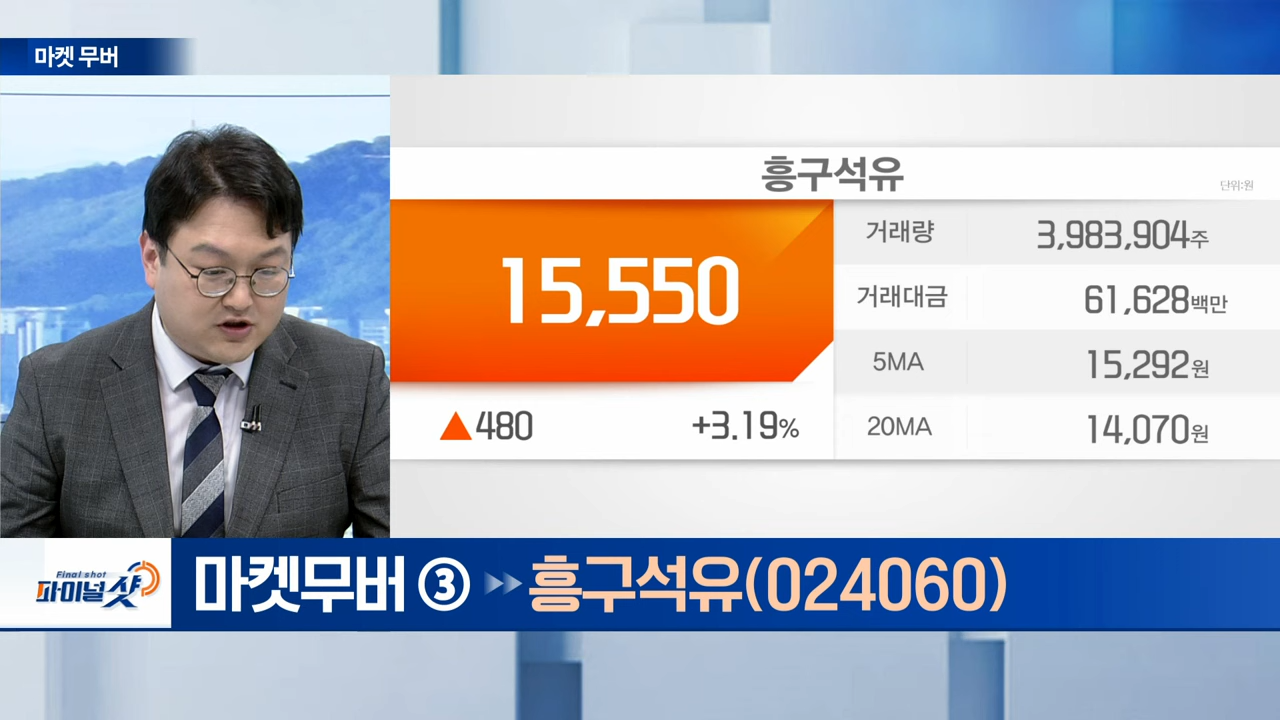 마켓 무버
흥구석유
단위:원
15,550
▲480 +3.19%
거래량 3,983,904주
거래대금 61,628백만
5MA 15,292원
20MA 14,070원
Final shot
파이널샷
마켓무버 ③ 흥구석유(024060)